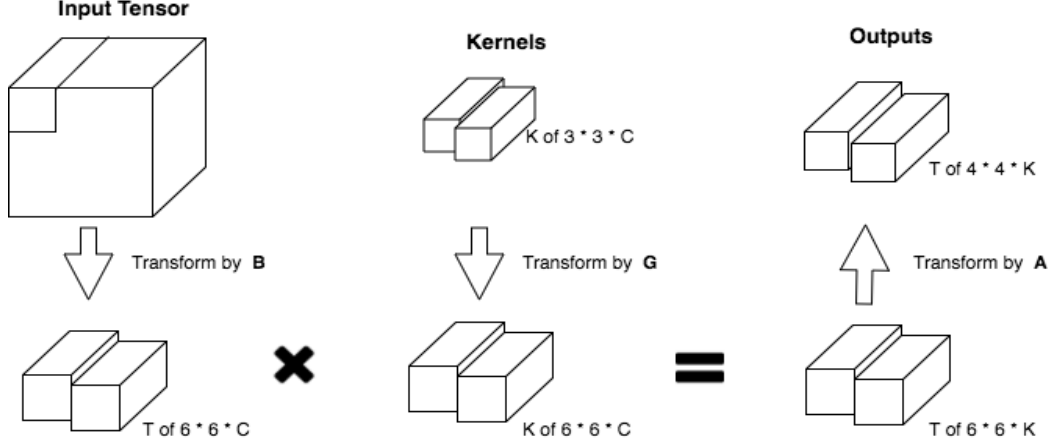 Input Tensor
Kernels
Outputs
K of 3 * 3 * C
T of 4 * 4 * K
Transform by B
Transform by G
Transform by A
T of 6 * 6 * C
K of 6 * 6 * C
T of 6 * 6 * K